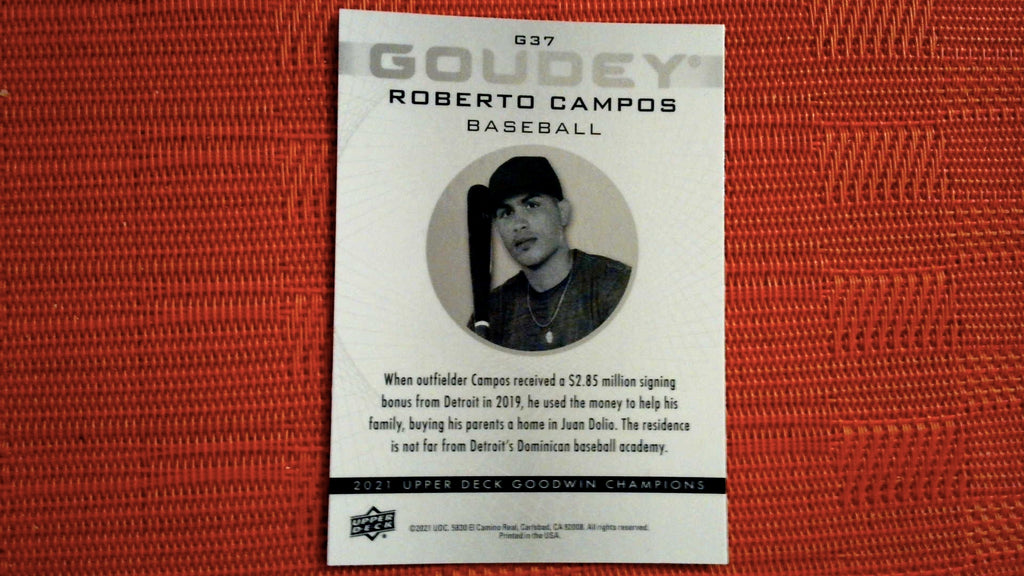 G37
GOUDEY®
ROBERTO CAMPOS
BASEBALL
When outfielder Campos received a $2.85 million signing
bonus from Detroit in 2019, he used the money to help his
family, buying his parents a home in Juan Dolio. The residence
is not far from Detroit's Dominican baseball academy.
2021 UPPER DECK GOODWIN CHAMPIONS
UPPER
DECK
©2021 UDC. 5830 El Camino Real, Carlsbad, CA 92008. All rights reserved.
Printed in the USA.